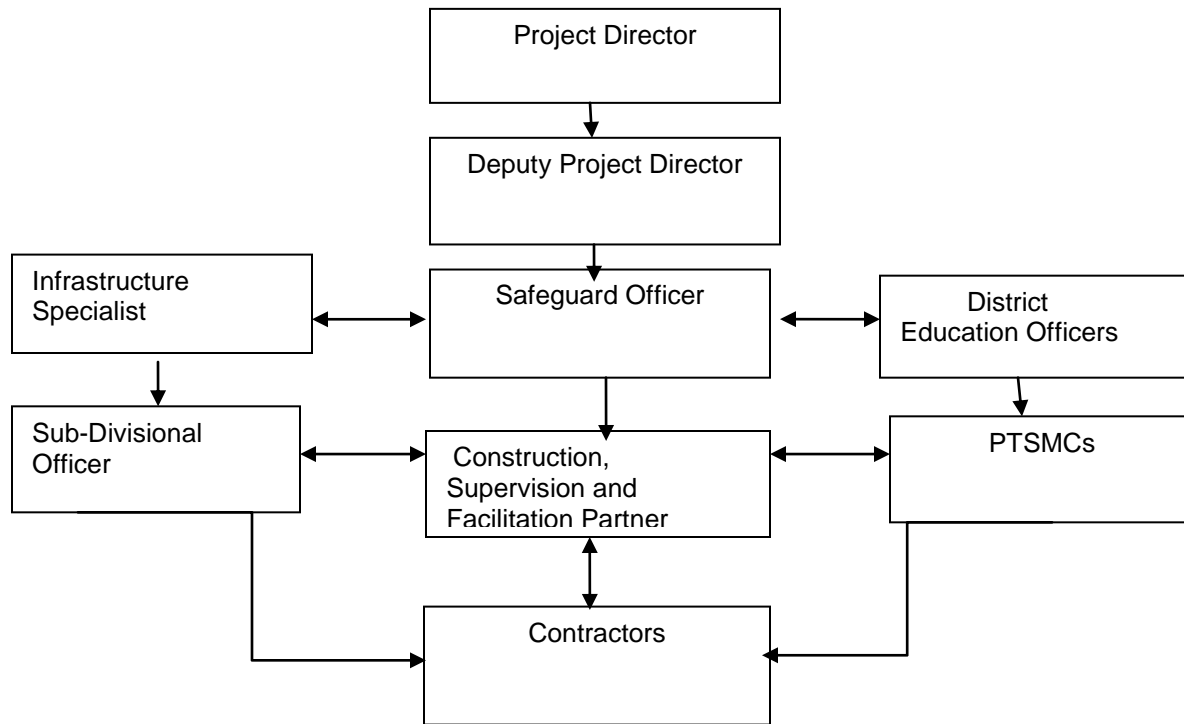 Project Director
Deputy Project Director
Infrastructure
Specialist
Safeguard Officer
District
Education Officers
Sub-Divisional
Officer
Construction,
Supervision and
Facilitation Partner
PTSMCs
Contractors